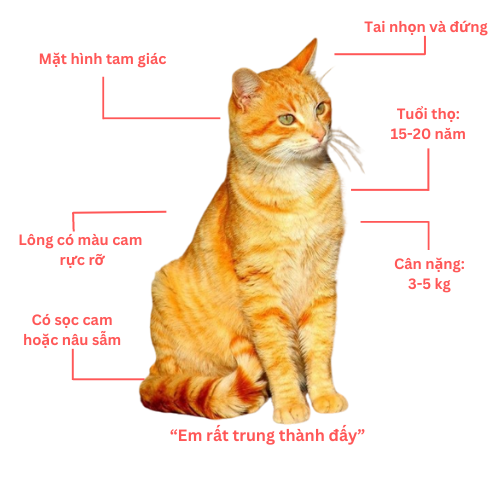 Tai nhọn và đứng
Mặt hình tam giác
Tuổi thọ:
15-20 năm
Lông có màu cam
rực rỡ
Cân nặng:
3-5 kg
Có sọc cam
hoặc nâu sẫm
“Em rất trung thành đấy”